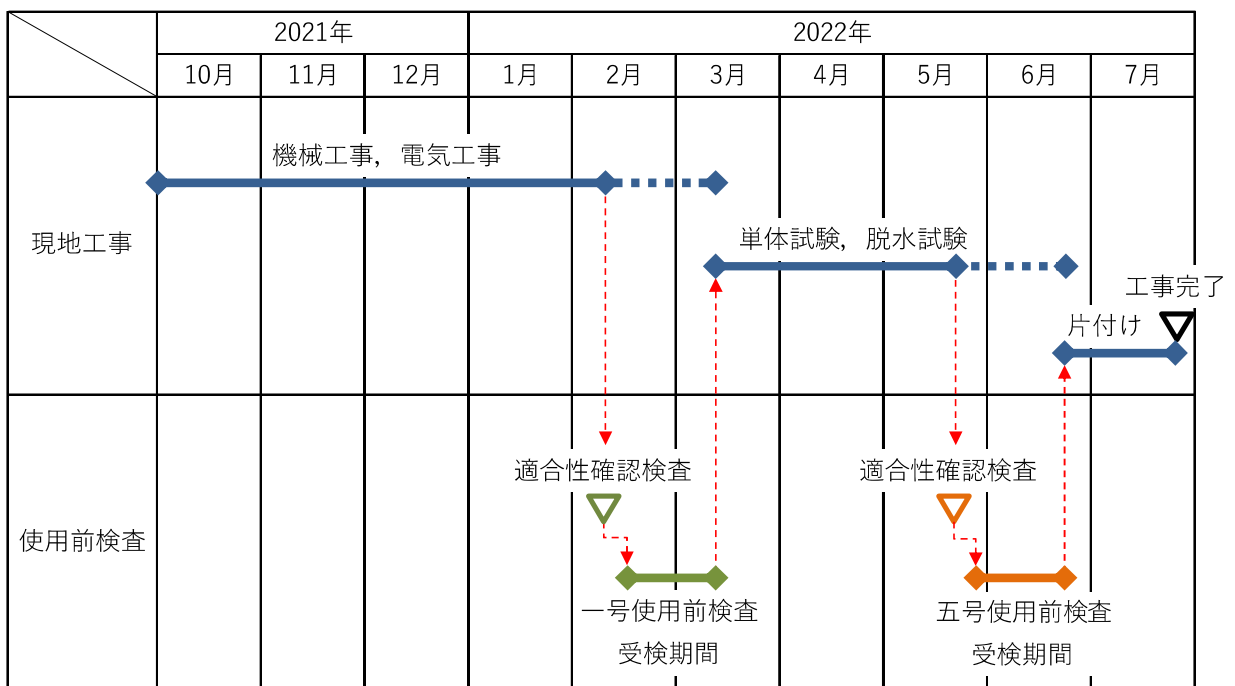 2021年
2022年
10月
11月
12月
1月
2月
3月
4月
5月
6月
7月
現地工事
機械工事，電気工事
単体試験，脱水試験
工事完了
片付け
使用前検査
適合性確認検査
適合性確認検査
一号使用前検査
受検期間
五号使用前検査
受検期間